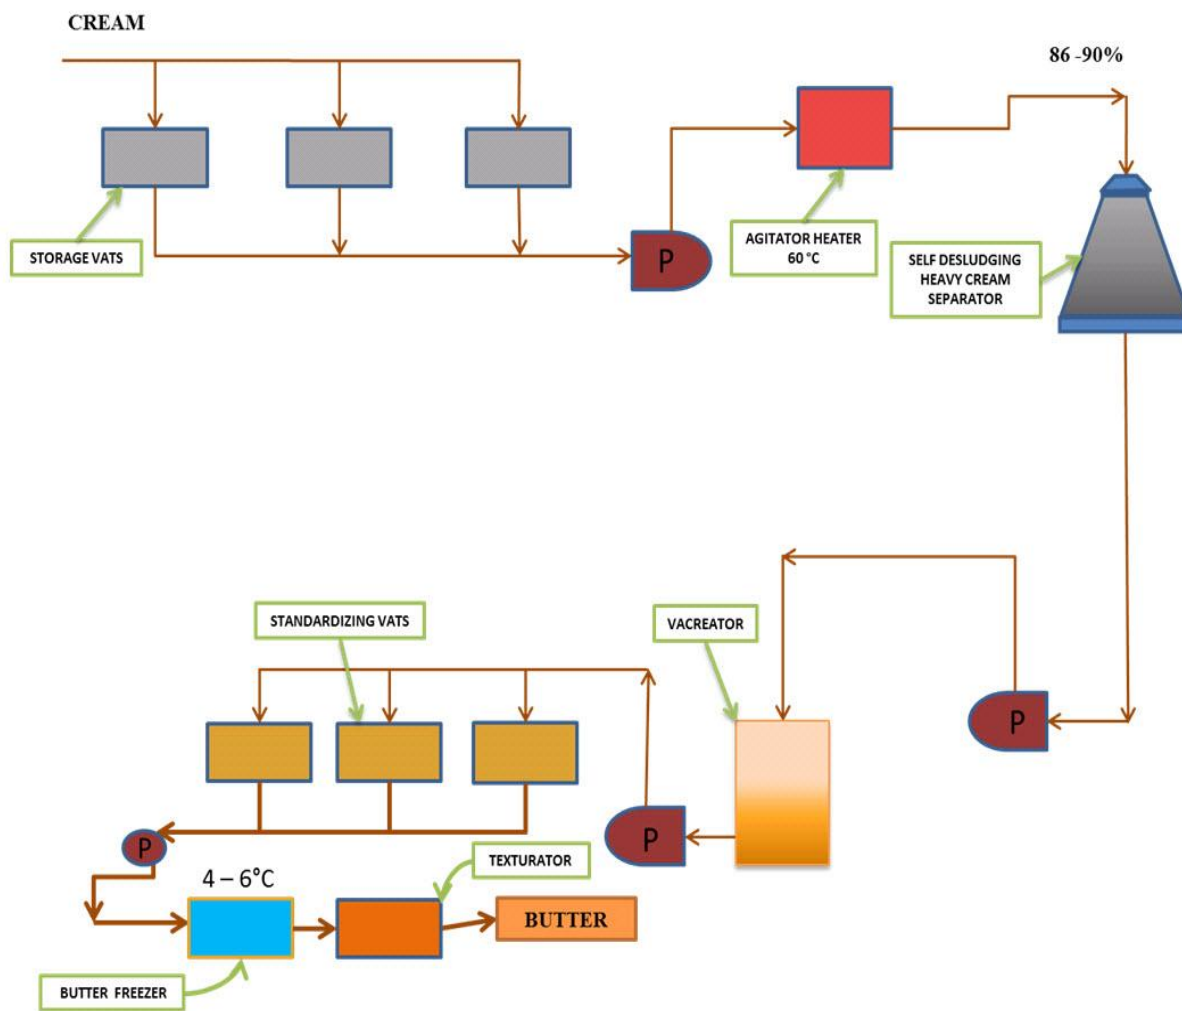 CREAM
86 -90%
STORAGE VATS
P
AGITATOR HEATER
60 °C
SELF DESLUDGING
HEAVY CREAM
SEPARATOR
STANDARDIZING VATS
VACREATOR
P
P
P
4 – 6°C
TEXTURATOR
BUTTER
BUTTER FREEZER